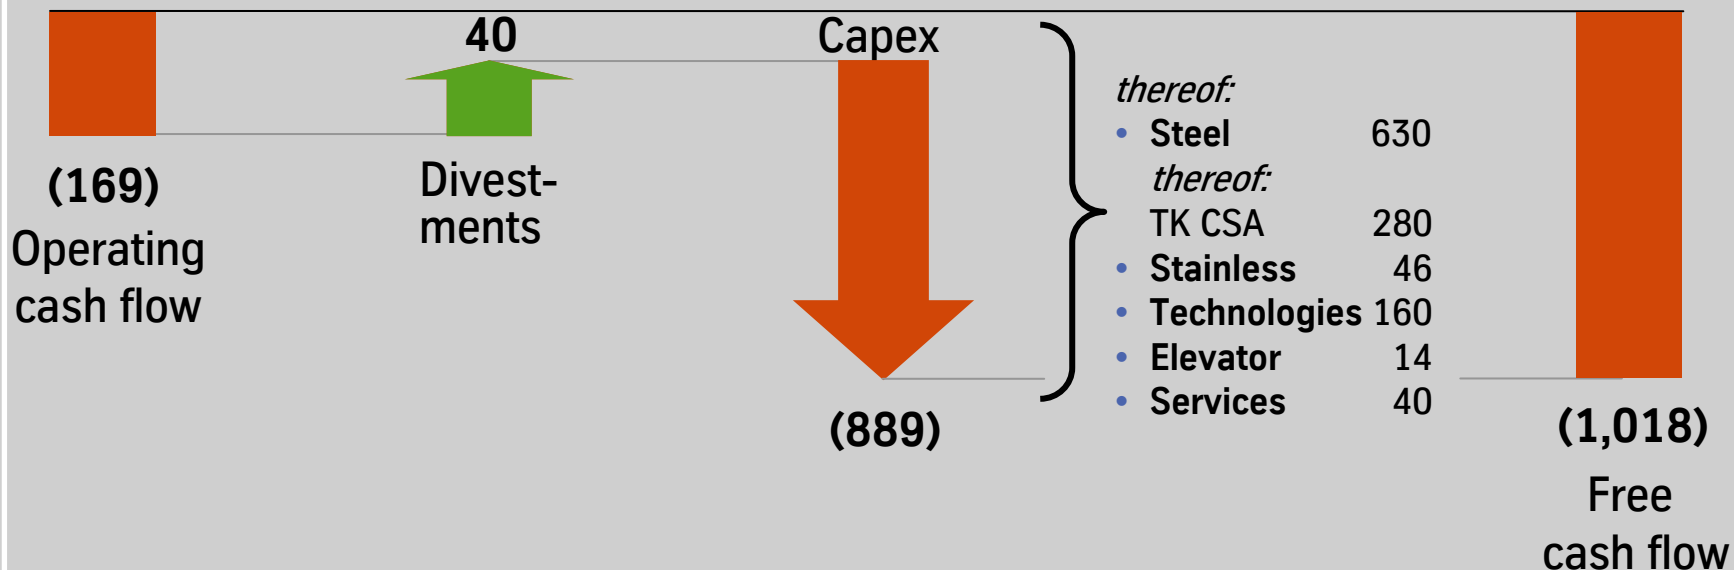 (169)
Operating
cash flow
40
Divest-
ments
Capex
(889)
thereof:
• Steel 630
thereof:
TK CSA 280
• Stainless 46
• Technologies 160
• Elevator 14
• Services 40
(1,018)
Free
cash flow